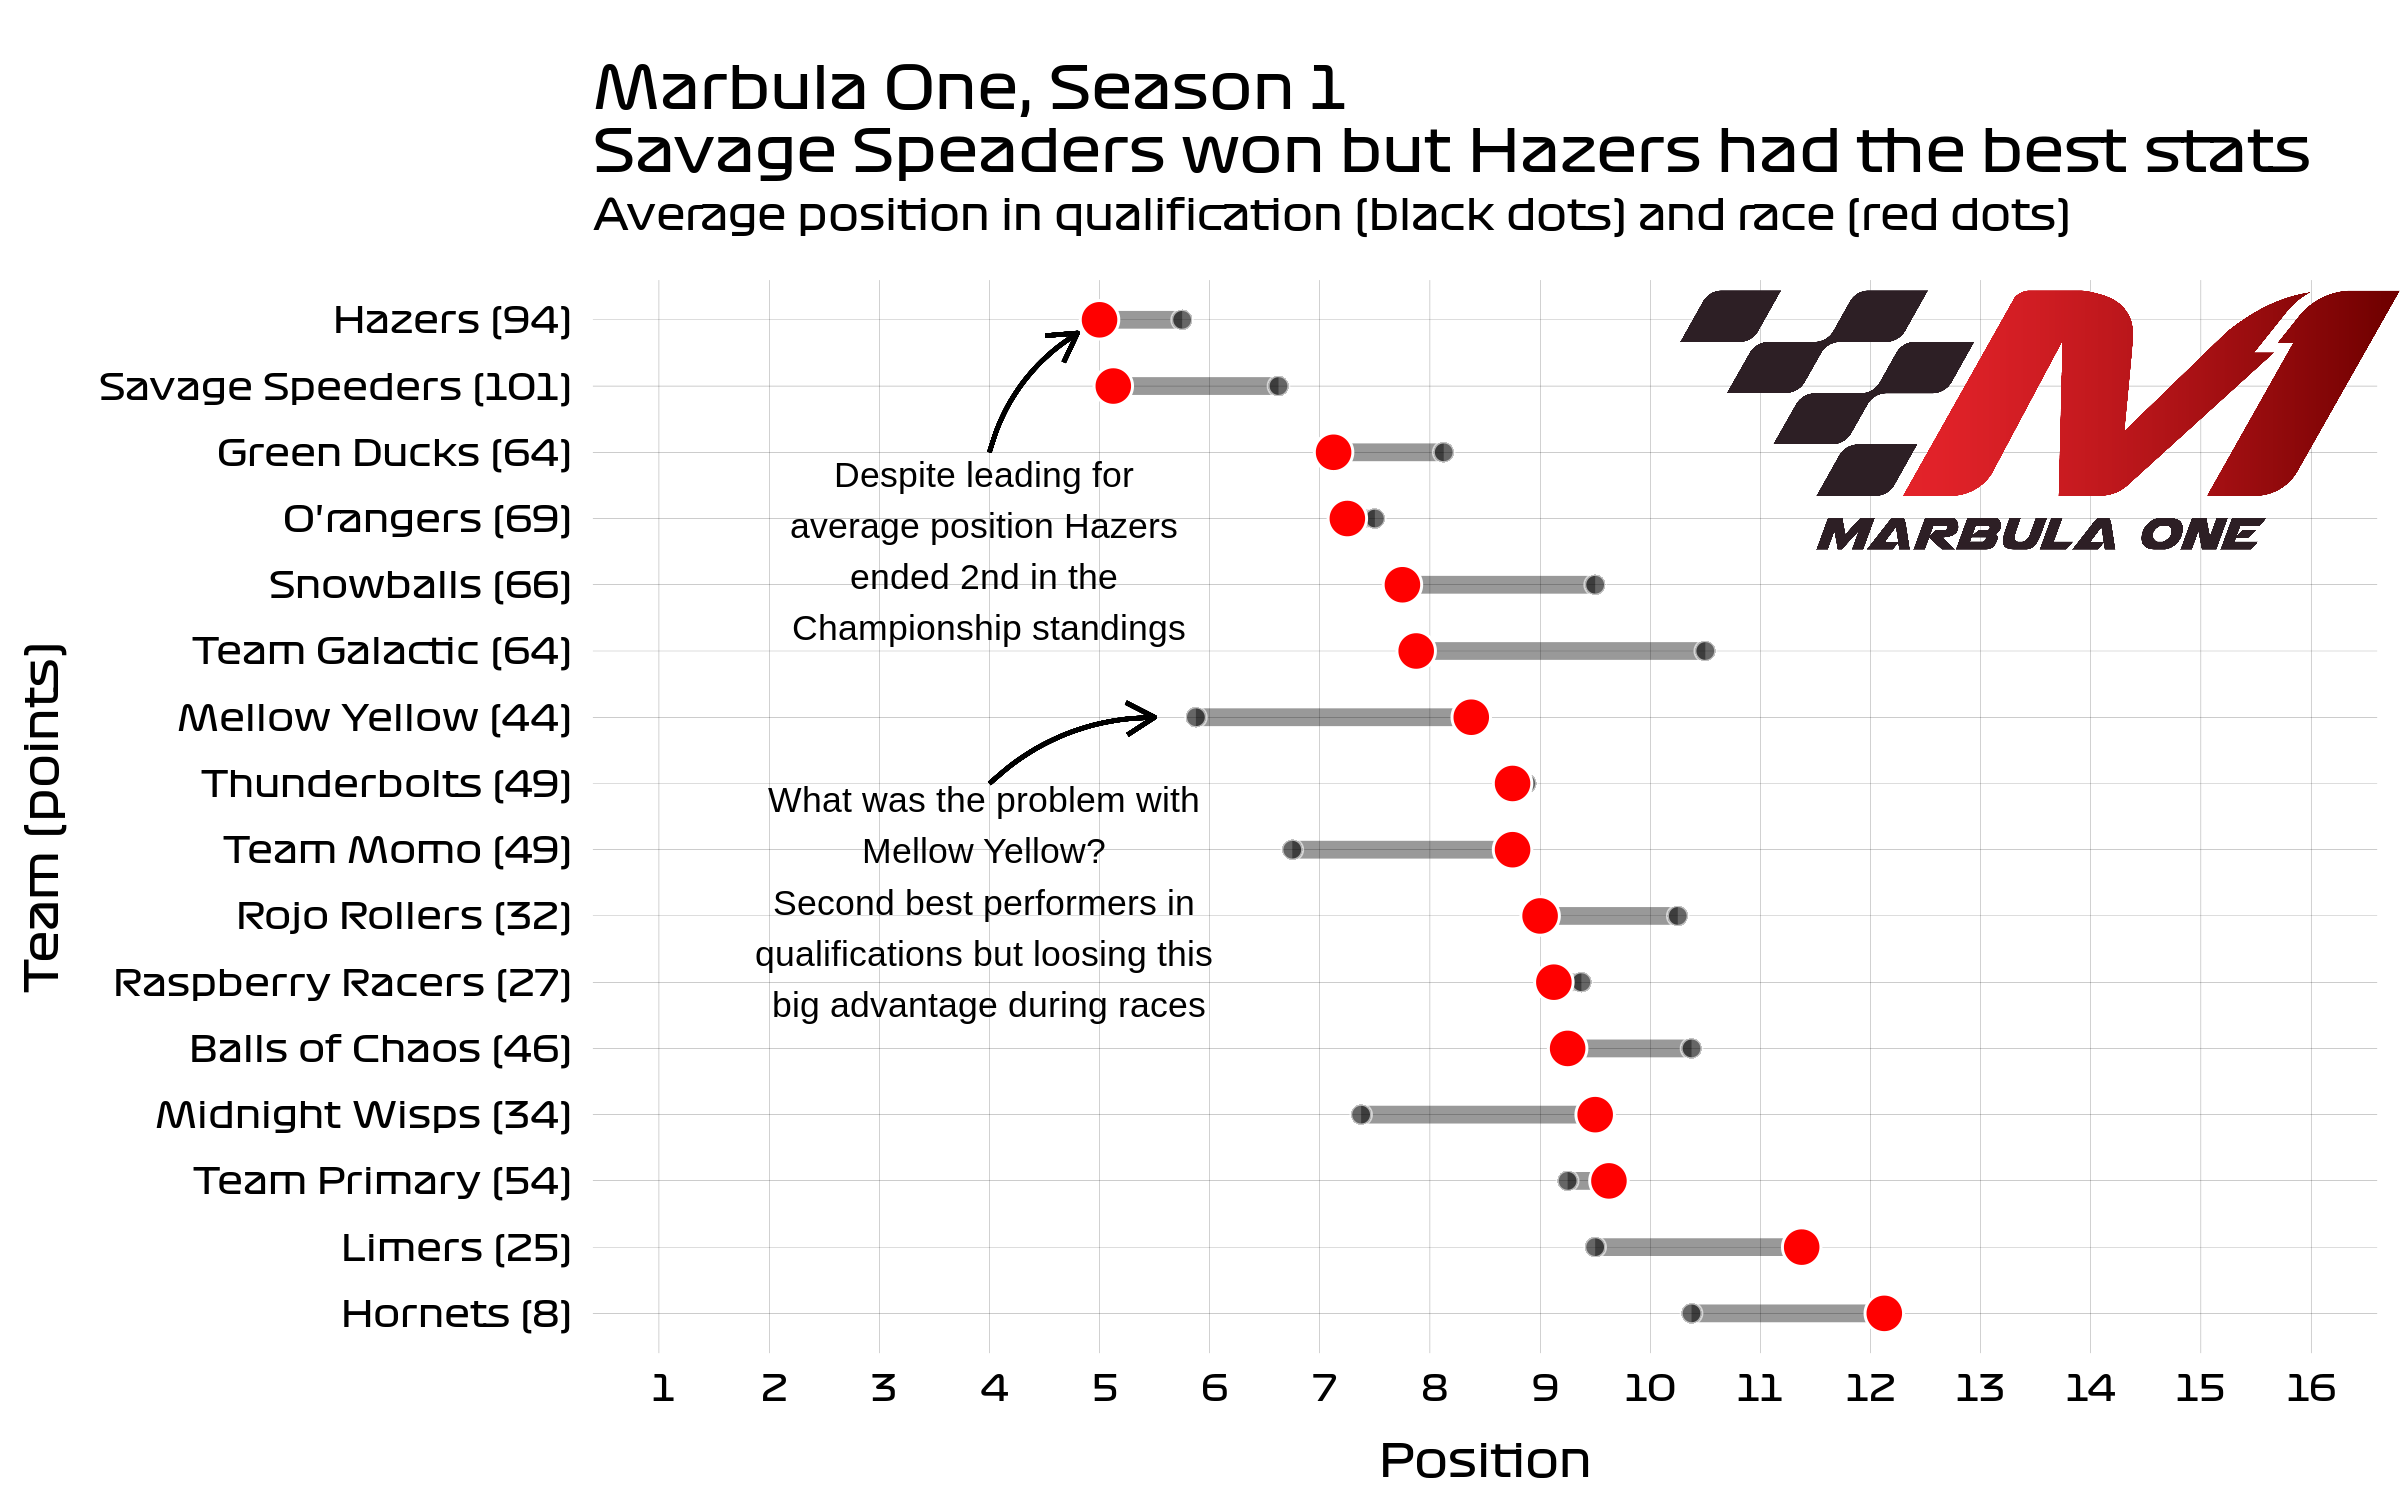 Marbula One, Season 1
Savage Speaders won but Hazers had the best stats
Average position in qualification (black dots) and race (red dots)
MARBULA ONE
Team (points)
Hazers (94)
Savage Speeders (101)
Green Ducks (64)
O'rangers (69)
Snowballs (66)
Team Galactic (64)
Mellow Yellow (44)
Thunderbolts (49)
Team Momo (49)
Rojo Rollers (32)
Raspberry Racers (27)
Balls of Chaos (46)
Midnight Wisps (34)
Team Primary (54)
Limers (25)
Hornets (8)
Despite leading for
average position Hazers
ended 2nd in the
Championship standings
What was the problem with
Mellow Yellow?
Second best performers in
qualifications but loosing this
big advantage during races
1 2 3 4 5 6 7 8 9 10 11 12 13 14 15 16
Position